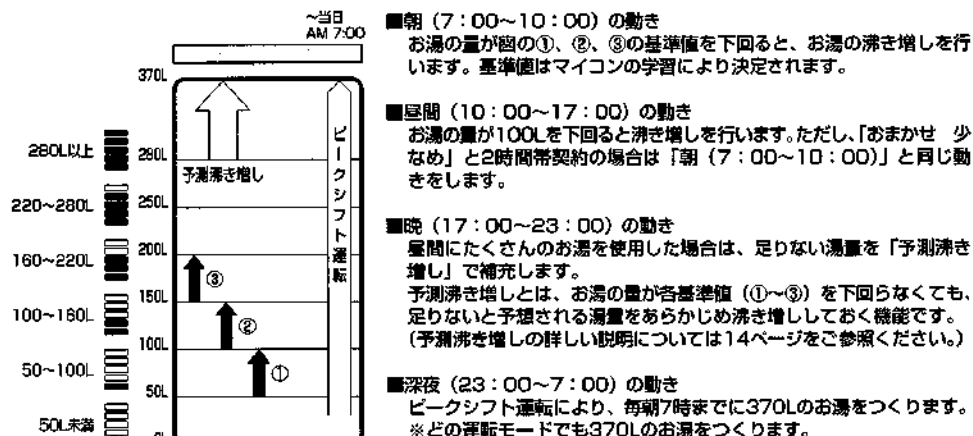 ~当日
AM 7:00
370L
280L以上
280L
予測沸き増し
220~280L
250L
200L
160~220L
③
150L
100~160L
②
100L
50~100L
①
50L
50L未満
0L
ピークシフト運転
■朝(7:00~10:00)の動き
お湯の量が図の①、②、③の基準値を下回ると、お湯の沸き増しを行
います。基準値はマイコンの学習により決定されます。
■昼間(10:00~17:00)の動き
お湯の量が100Lを下回ると沸き増しを行います。ただし、「おまかせ 少
なめ」と2時間帯契約の場合は「朝(7:00~10:00)」と同じ動
きをします。
■晩(17:00~23:00)の動き
昼間にたくさんのお湯を使用した場合は、足りない湯量を「予測沸き
増し」で補充します。
予測沸き増しとは、お湯の量が各基準値(①~③)を下回らなくても、
足りないと予想される湯量をあらかじめ沸き増ししておく機能です。
(予測沸き増しの詳しい説明については14ページをご参照ください。)
■深夜(23:00~7:00)の動き
ピークシフト運転により、毎朝7時までに370Lのお湯をつくります。
※どの運転モードでも370Lのお湯をつくります。